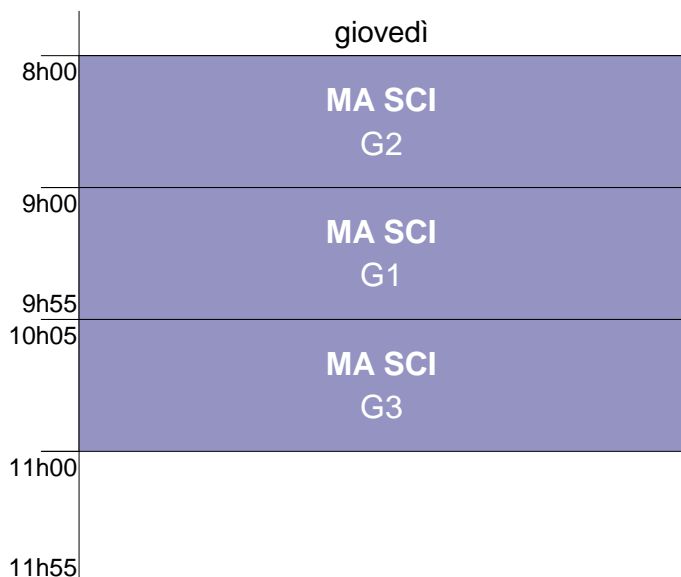 giovedì
8h00
MA SCI
G2
9h00
MA SCI
G1
9h55
10h05
MA SCI
G3
11h00
11h55